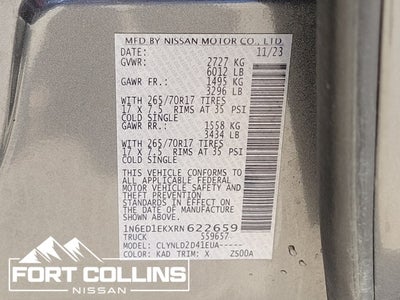 MFD BY NISSAN MOTOR CO., LTD.
DATE: 11/23
GVWR: 2727 KG
6012 LB
GAWR FR.: 1495 KG
3296 LB
WITH 265/70R17 TIRES
17 X 7.5 RIMS AT 35 PSI
COLD SINGLE
GAWR RR.: 1558 KG
3434 LB
WITH 265/70R17 TIRES
17 X 7.5 RIMS AT 35 PSI
COLD SINGLE
THIS VEHICLE CONFORMS TO
ALL APPLICABLE FEDERAL
MOTOR VEHICLE SAFETY
AND THEFT PREVENTION
STANDARDS IN EFFECT ON
THE DATE OF MANUFACTURE
SHOWN ABOVE.
1N6ED1EKXRN622659
TRUCK 559657
MODEL: CLYNLD2D41EUA-----
COLOR: KAD TRIM: X ZS00A
FORT COLLINS
NISSAN